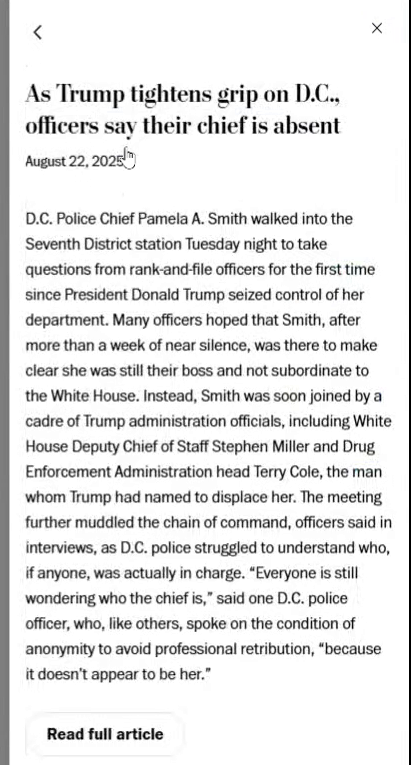 As Trump tightens grip on D.C.,
officers say their chief is absent
August 22, 2025
D.C. Police Chief Pamela A. Smith walked into the
Seventh District station Tuesday night to take
questions from rank-and-file officers for the first time
since President Donald Trump seized control of her
department. Many officers hoped that Smith, after
more than a week of near silence, was there to make
clear she was still their boss and not subordinate to
the White House. Instead, Smith was soon joined by a
cadre of Trump administration officials, including White
House Deputy Chief of Staff Stephen Miller and Drug
Enforcement Administration head Terry Cole, the man
whom Trump had named to displace her. The meeting
further muddled the chain of command, officers said in
interviews, as D.C. police struggled to understand who,
if anyone, was actually in charge. “Everyone is still
wondering who the chief is,” said one D.C. police
officer, who, like others, spoke on the condition of
anonymity to avoid professional retribution, “because
it doesn’t appear to be her.”
Read full article